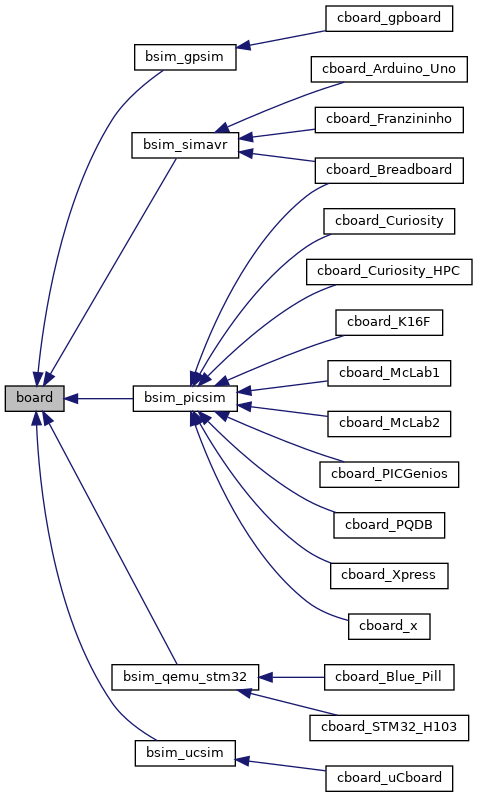 cboard_gpboard
bsim_gpsim
cboard_Arduino_Uno
cboard_Franzininho
bsim_simavr
cboard_Breadboard
cboard_Curiosity
cboard_Curiosity_HPC
cboard_K16F
cboard_McLab1
board
bsim_picsim
cboard_McLab2
cboard_PICGenios
cboard_PQDB
cboard_Xpress
cboard_x
bsim_qemu_stm32
cboard_Blue_Pill
cboard_STM32_H103
bsim_ucsim
cboard_uCboard